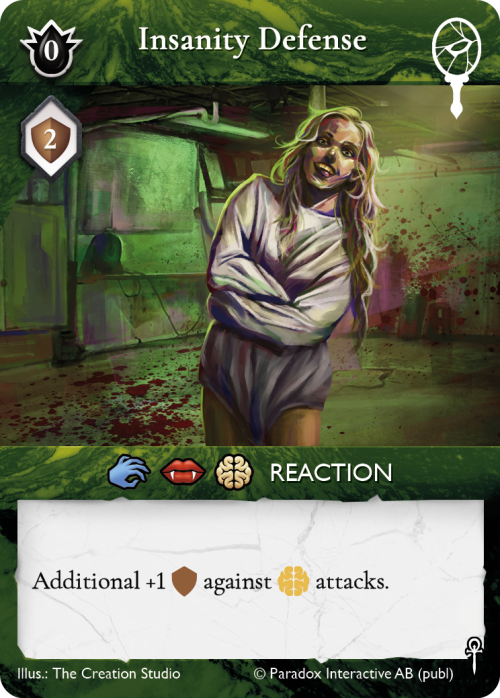 0
Insanity Defense
2
REACTION
Additional +1 against attacks.
Illus.: The Creation Studio © Paradox Interactive AB (publ)